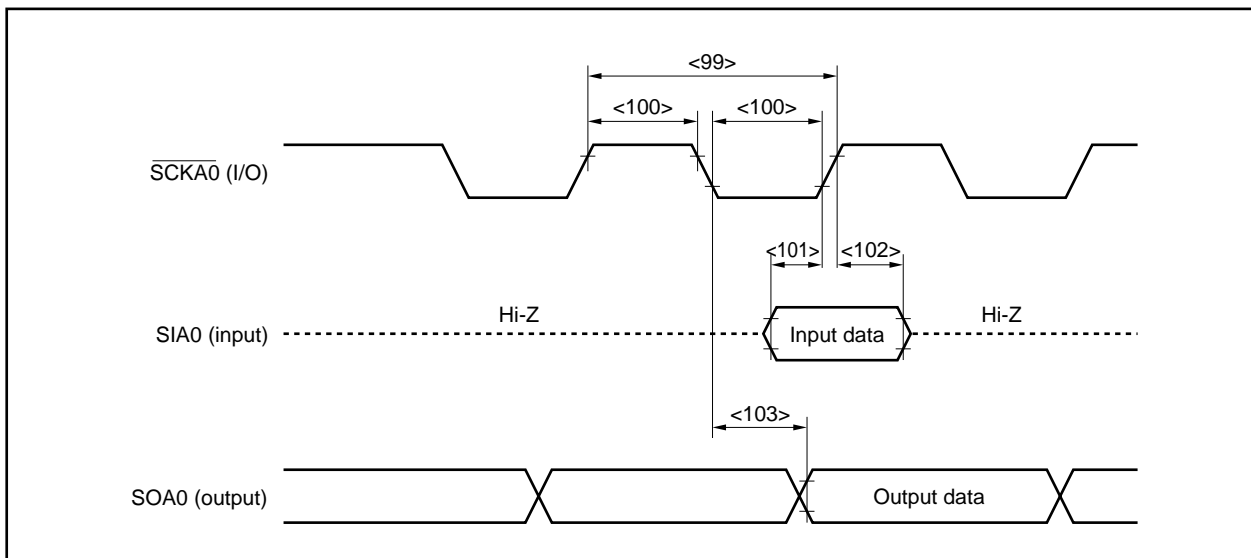 <99>
<100> <100>
SCKA0 (I/O)
<101> <102>
Hi-Z Hi-Z
SIA0 (input) Input data
<103>
SOA0 (output) Output data